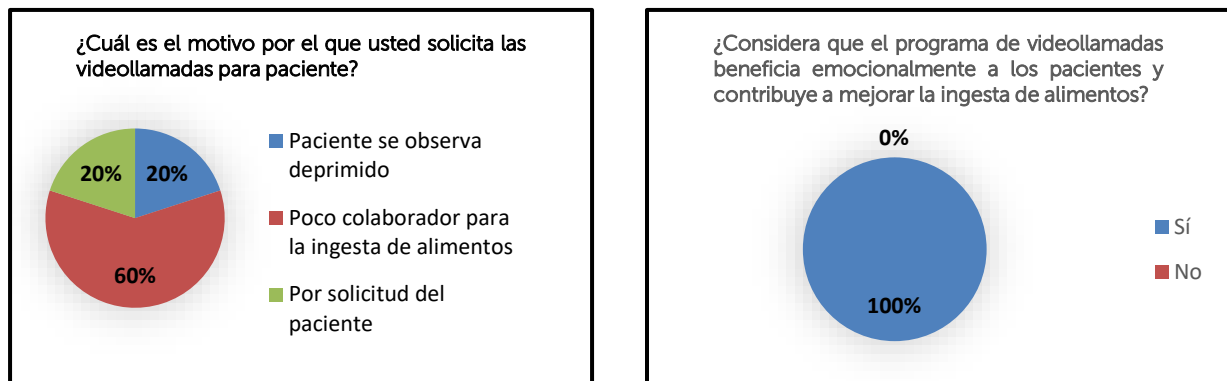 ¿Cuál es el motivo por el que usted solicita las
videollamadas para paciente?
20%
20%
60%
Paciente se observa
deprimido
Poco colaborador para
la ingesta de alimentos
Por solicitud del
paciente
¿Considera que el programa de videollamadas
beneficia emocionalmente a los pacientes y
contribuye a mejorar la ingesta de alimentos?
0%
100%
Sí
No